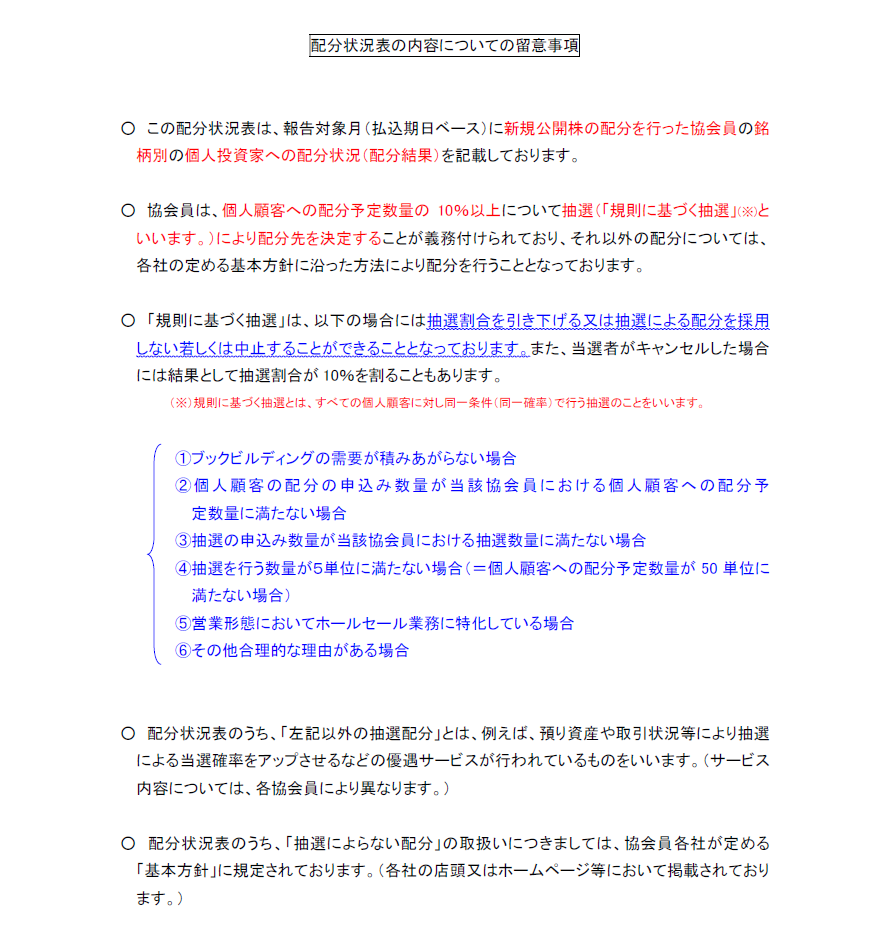 配分状況表の内容についての留意事項
○ この配分状況表は、報告対象月（払込期日ベース）に新規公開株の配分を行った協会員の銘
柄別の個人投資家への配分状況（配分結果）を記載しております。
○ 協会員は、個人顧客への配分予定数量の 10％以上について抽選（「規則に基づく抽選」（※）と
いいます。）により配分先を決定することが義務付けられており、それ以外の配分については、
各社の定める基本方針に沿った方法により配分を行うこととなっております。
○ 「規則に基づく抽選」は、以下の場合には抽選割合を引き下げる又は抽選による配分を採用
しない若しくは中止することができることとなっております。また、当選者がキャンセルした場合
には結果として抽選割合が 10％を割ることもあります。
（※）規則に基づく抽選とは、すべての個人顧客に対し同一条件（同一確率）で行う抽選のことをいいます。
①ブックビルディングの需要が積みあがらない場合
②個人顧客の配分の申込み数量が当該協会員における個人顧客への配分予
定数量に満たない場合
③抽選の申込み数量が当該協会員における抽選数量に満たない場合
④抽選を行う数量が５単位に満たない場合（＝個人顧客への配分予定数量が 50 単位に
満たない場合）
⑤営業形態においてホールセール業務に特化している場合
⑥その他合理的な理由がある場合
○ 配分状況表のうち、「左記以外の抽選配分」とは、例えば、預り資産や取引状況等により抽選
による当選確率をアップさせるなどの優遇サービスが行われているものをいいます。（サービス
内容については、各協会員により異なります。）
○ 配分状況表のうち、「抽選によらない配分」の取扱いにつきましては、協会員各社が定める
「基本方針」に規定されております。（各社の店頭又はホームページ等において掲載されており
ます。）